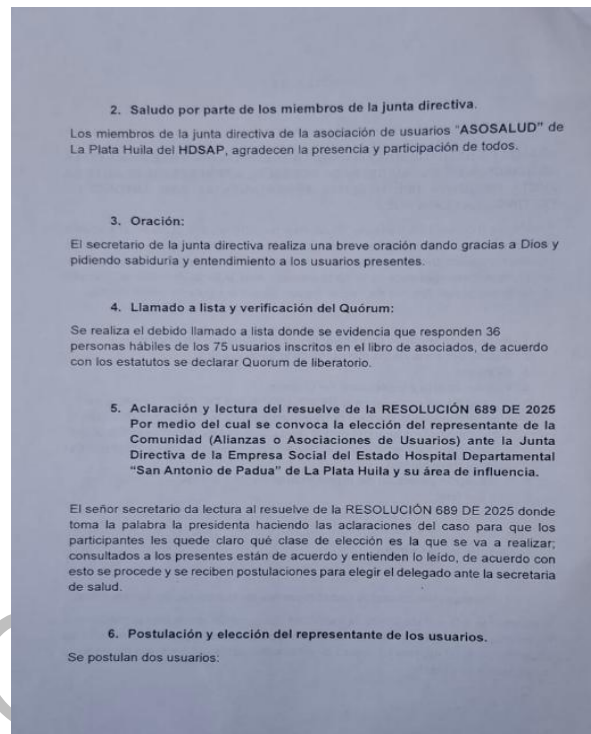 2. Saludo por parte de los miembros de la junta directiva.
Los miembros de la junta directiva de la asociación de usuarios "ASOSALUD" de
La Plata Huila del HDSAP, agradecen la presencia y participación de todos.
3. Oración:
El secretario de la junta directiva realiza una breve oración dando gracias a Dios y
pidiendo sabiduría y entendimiento a los usuarios presentes.
4. Llamado a lista y verificación del Quórum:
Se realiza el debido llamado a lista donde se evidencia que responden 36
personas hábiles de los 75 usuarios inscritos en el libro de asociados, de acuerdo
con los estatutos se declarar Quorum de liberatorio.
5. Aclaración y lectura del resuelve de la RESOLUCIÓN 689 DE 2025
Por medio del cual se convoca la elección del representante de la
Comunidad (Alianzas o Asociaciones de Usuarios) ante la Junta
Directiva de la Empresa Social del Estado Hospital Departamental
"San Antonio de Padua" de La Plata Huila y su área de influencia.
El señor secretario da lectura al resuelve de la RESOLUCIÓN 689 DE 2025 donde
toma la palabra la presidenta haciendo las aclaraciones del caso para que los
participantes les quede claro qué clase de elección es la que se va a realizar;
consultados a los presentes están de acuerdo y entienden lo leído, de acuerdo con
esto se procede y se reciben postulaciones para elegir el delegado ante la secretaria
de salud.
6. Postulación y elección del representante de los usuarios.
Se postulan dos usuarios: